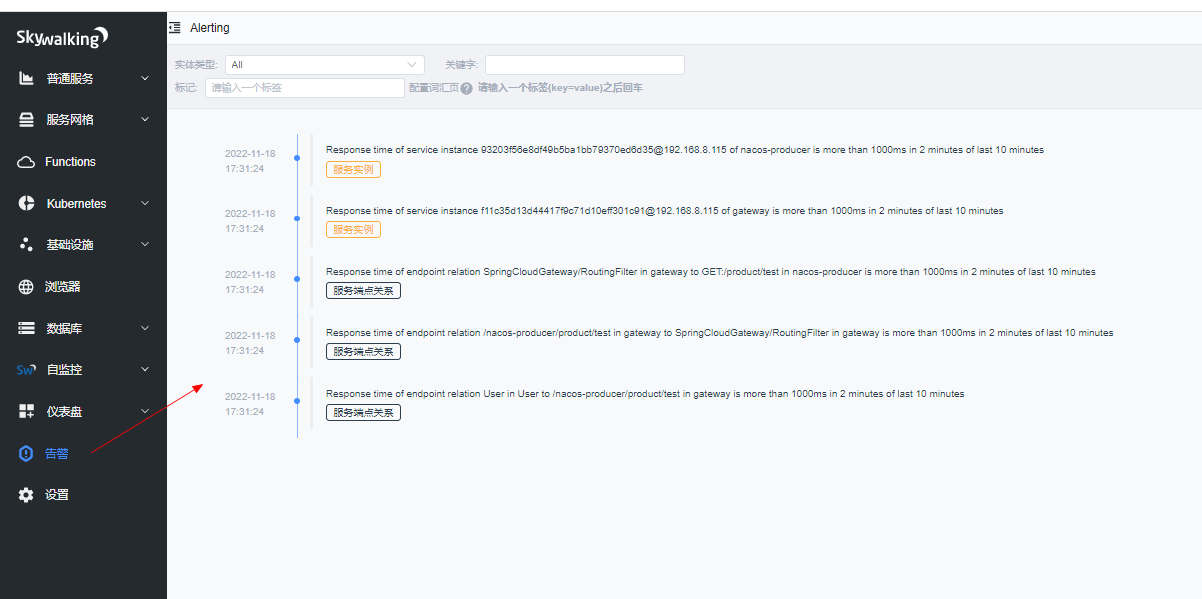 Skywalking
Alerting
普通服务
服务网格
Functions
Kubernetes
基础设施
浏览器
数据库
自监控
仪表盘
告警
设置
实体类型: All 关键字:
标记: 请输入一个标签 配置词汇页 ? 请输入一个标签(key=value)之后回车
2022-11-18
17:31:24
Response time of service instance 93203f56e8df49b5ba1bb79370ed6d35@192.168.8.115 of nacos-producer is more than 1000ms in 2 minutes of last 10 minutes
服务实例
2022-11-18
17:31:24
Response time of service instance f11c35d13d44417f9c71d10eff301c91@192.168.8.115 of gateway is more than 1000ms in 2 minutes of last 10 minutes
服务实例
2022-11-18
17:31:24
Response time of endpoint relation SpringCloudGateway/RoutingFilter in gateway to GET:/product/test in nacos-producer is more than 1000ms in 2 minutes of last 10 minutes
服务端点关系
2022-11-18
17:31:24
Response time of endpoint relation /nacos-producer/product/test in gateway to SpringCloudGateway/RoutingFilter in gateway is more than 1000ms in 2 minutes of last 10 minutes
服务端点关系
2022-11-18
17:31:24
Response time of endpoint relation User in User to /nacos-producer/product/test in gateway is more than 1000ms in 2 minutes of last 10 minutes
服务端点关系